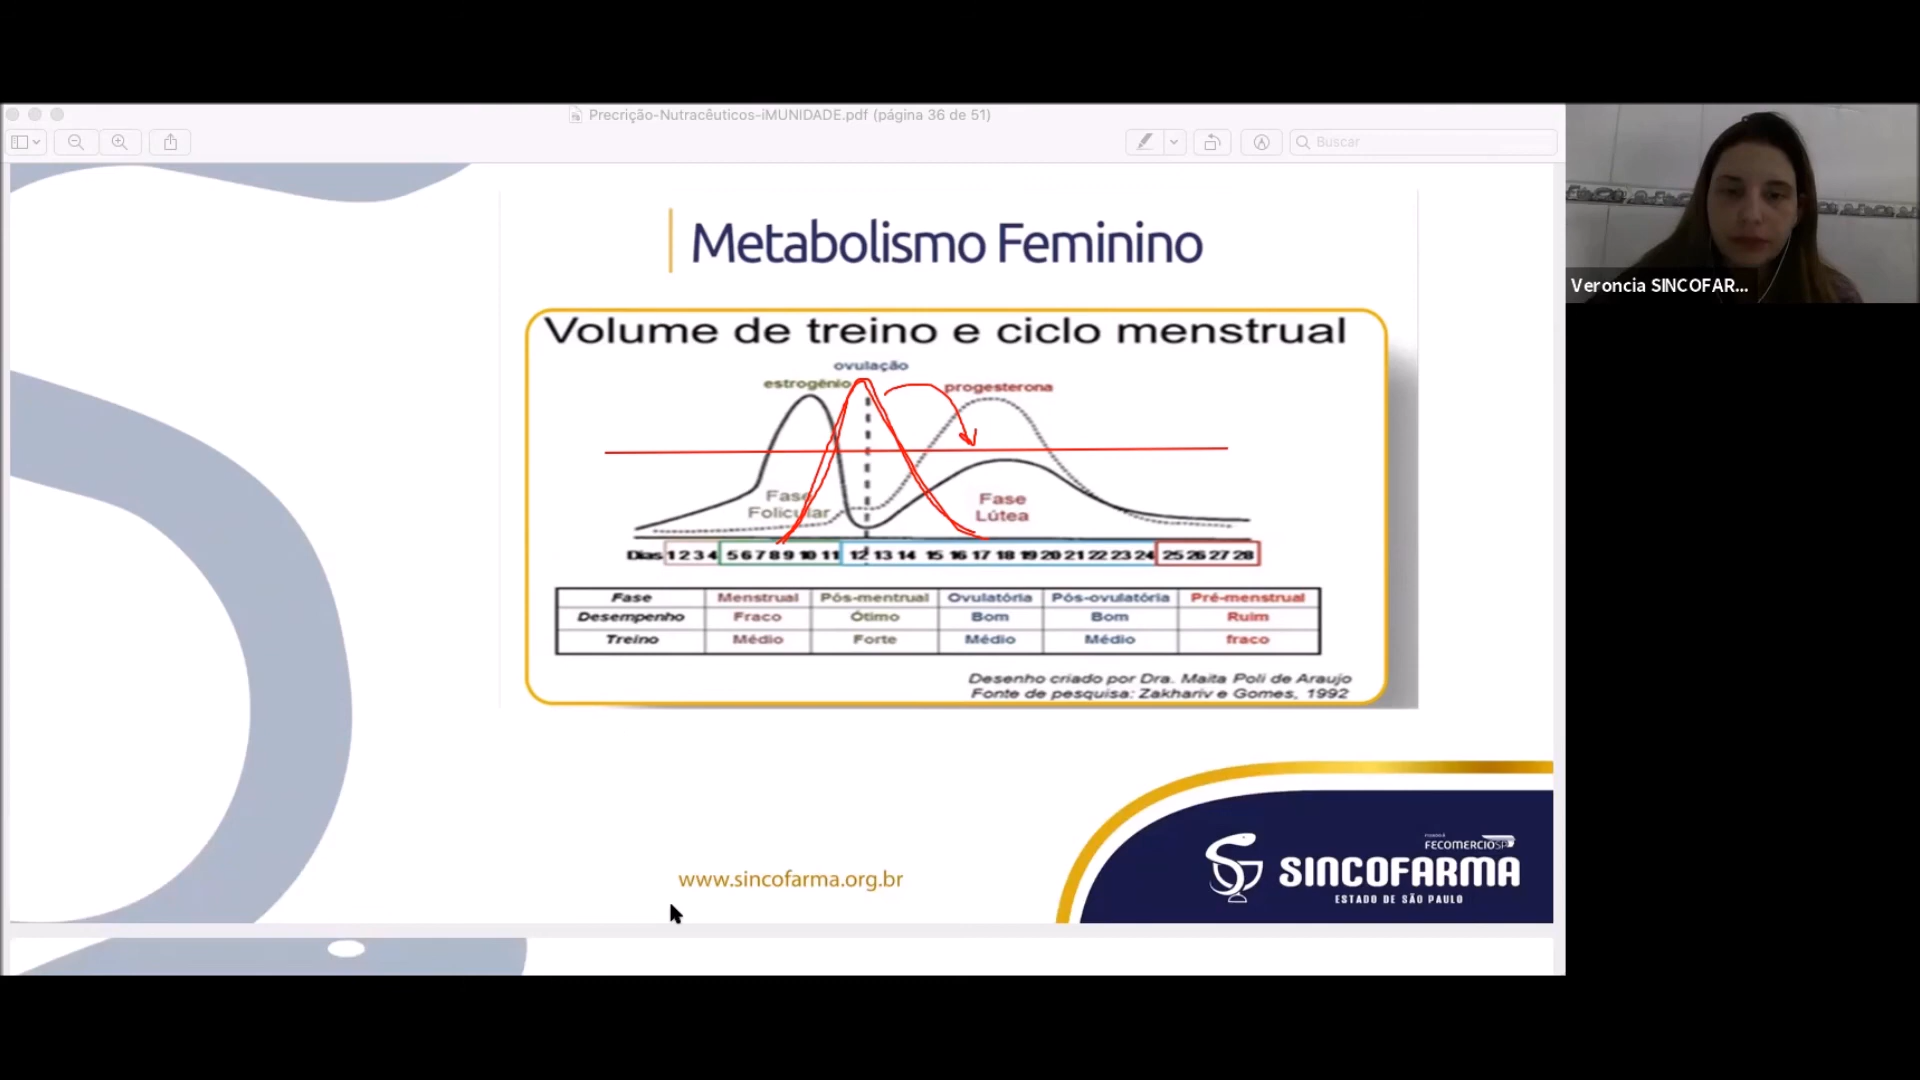 Precrição-Nutracêuticos-iMUNIDADE.pdf (página 36 de 51)
Buscar
Veroncia SINCOFAR...
Metabolismo Feminino
Volume de treino e ciclo menstrual
ovulação
estrogênio
progesterona
Fase
Folicular
Fase
Lútea
Dias 1 2 3 4 5 6 7 8 9 10 11 12 13 14 15 16 17 18 19 20 21 22 23 24 25 26 27 28
Fase Menstrual Pós-mentrual Ovulatória Pós-ovulatória Pré-menstrual
Desempenho Fraco Ótimo Bom Bom Ruim
Treino Médio Forte Médio Médio fraco
Desenho criado por Dra. Maita Poli de Araujo
Fonte de pesquisa: Zakhariv e Gomes, 1992
www.sincofarma.org.br
FECOMERCIOSP
SINCOFARMA
ESTADO DE SÃO PAULO